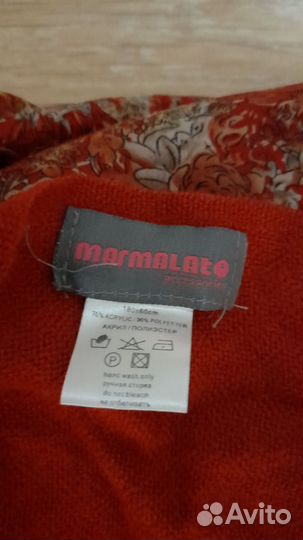 marmalato
accessories
180x60cm
70% ACRYLIC · 30% POLYESTER
АКРИЛ / ПОЛИЭСТЕР
P
hand wash only
ручная стирка
do not bleach
не отбеливать
Avito